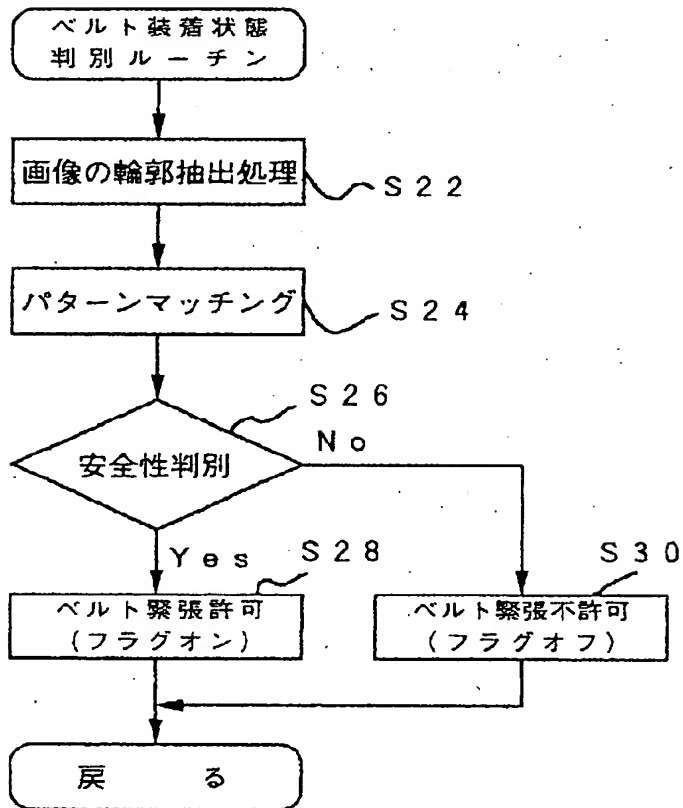 ベルト装着状態
判別ルーチン
画像の輪郭抽出処理
S22
パターンマッチング
S24
S26
安全性判別
No
Yes
S28
S30
ベルト緊張許可
(フラグオン)
ベルト緊張不許可
(フラグオフ)
戻る